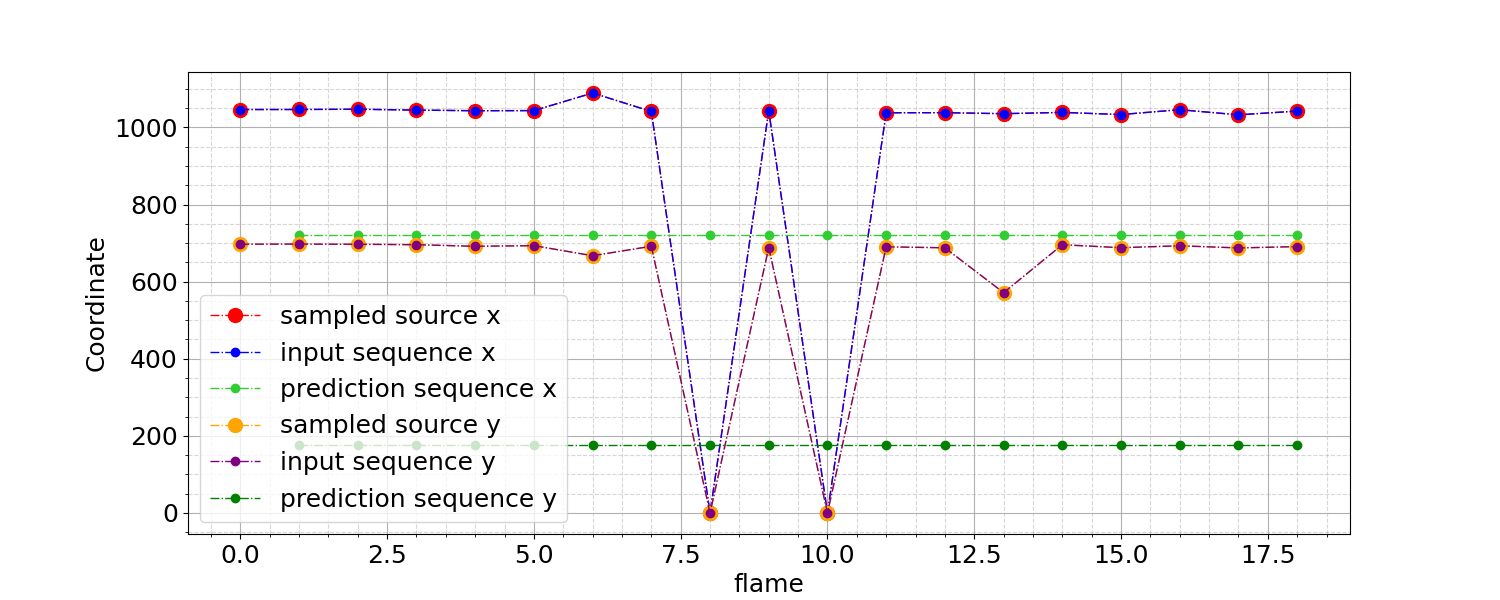 1000
800
600
400
200
0
Coordinate
sampled source x
input sequence x
prediction sequence x
sampled source y
input sequence y
prediction sequence y
0.0 2.5 5.0 7.5 10.0 12.5 15.0 17.5
flame